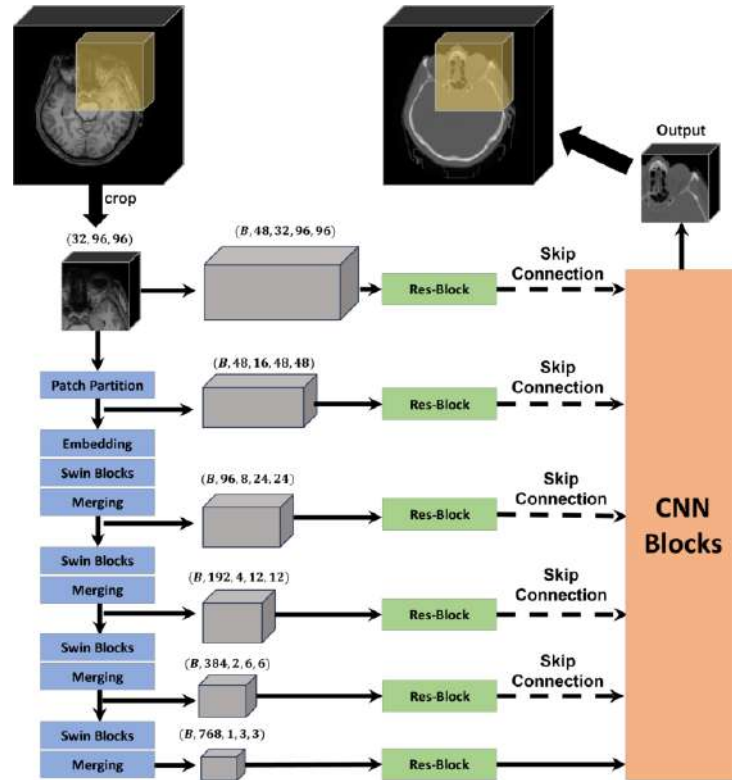 crop
Output
(32, 96, 96)
(B, 48, 32, 96, 96)
Res-Block
Skip
Connection
Patch Partition
(B, 48, 16, 48, 48)
Res-Block
Skip
Connection
Embedding
Swin Blocks
Merging
(B, 96, 8, 24, 24)
Res-Block
Skip
Connection
CNN
Blocks
Swin Blocks
Merging
(B, 192, 4, 12, 12)
Res-Block
Skip
Connection
Swin Blocks
Merging
(B, 384, 2, 6, 6)
Res-Block
Skip
Connection
Swin Blocks
Merging
(B, 768, 1, 3, 3)
Res-Block